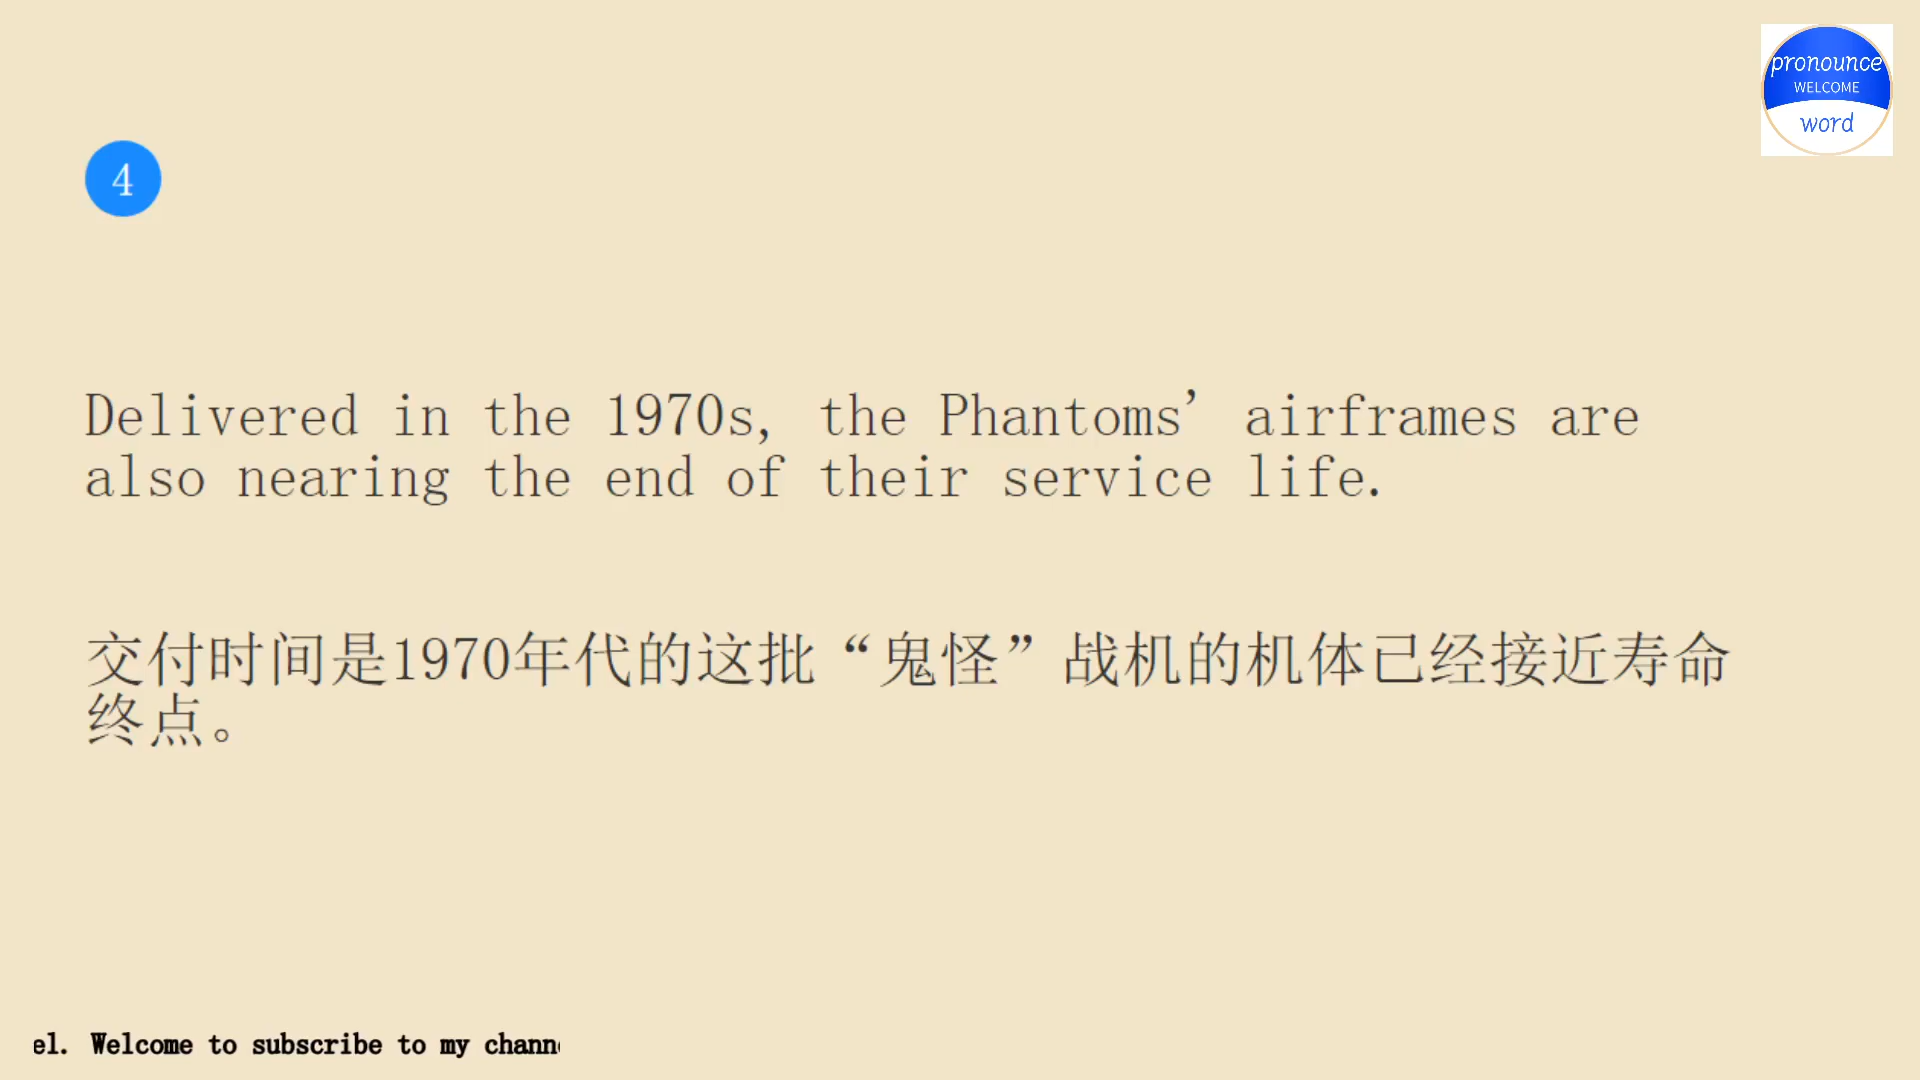 pronounce
WELCOME
word
4
Delivered in the 1970s, the Phantoms' airframes are
also nearing the end of their service life.
交付时间是1970年代的这批“鬼怪”战机的机体已经接近寿命
终点。
el. Welcome to subscribe to my chann